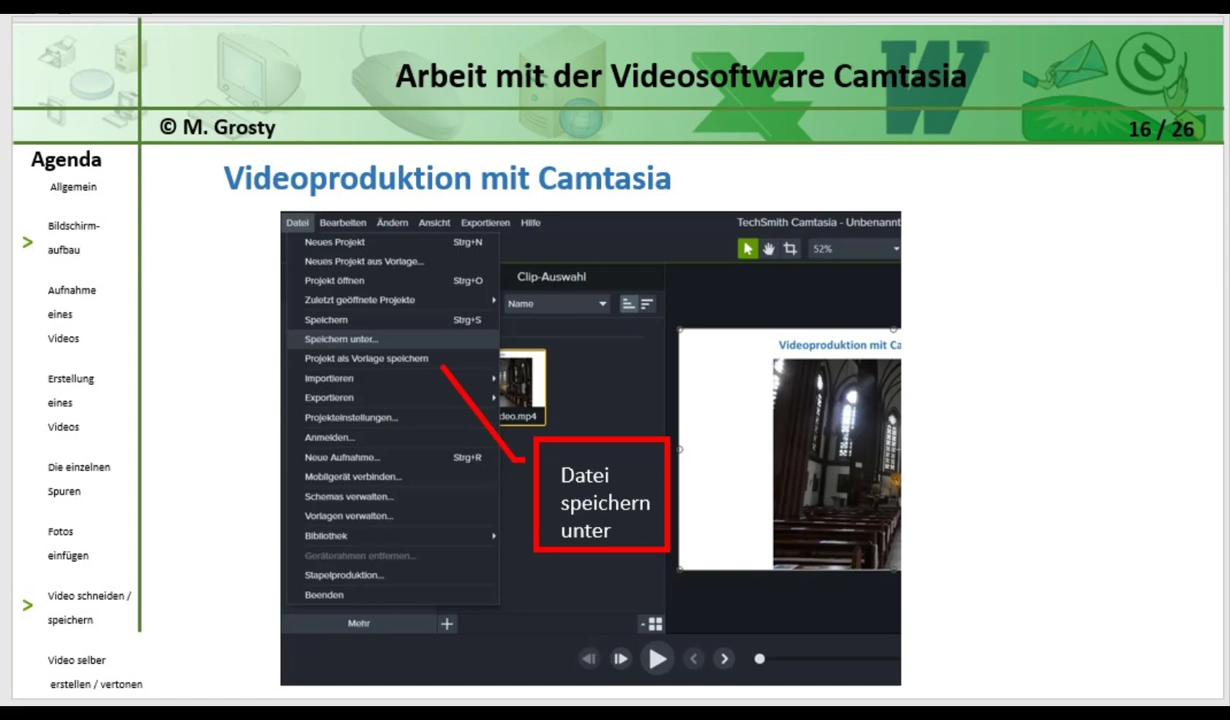 Arbeit mit der Videosoftware Camtasia
© M. Grosty
16 / 26
Agenda
Allgemein
Bildschirm-
aufbau
>
Aufnahme
eines
Videos
Erstellung
eines
Videos
Die einzelnen
Spuren
Fotos
einfügen
Video schneiden /
speichern
>
Video selber
erstellen / vertonen
Videoproduktion mit Camtasia
Datei Bearbeiten Ändern Ansicht Exportieren Hilfe
TechSmith Camtasia - Unbenannt
52%
Neues Projekt Strg+N
Neues Projekt aus Vorlage...
Projekt öffnen Strg+O
Zuletzt geöffnete Projekte
Speichern Strg+S
Speichern unter...
Projekt als Vorlage speichern
Importieren
Exportieren
Projekteinstellungen...
Anmelden...
Neue Aufnahme... Strg+R
Mobilgerät verbinden...
Schemas verwalten...
Vorlagen verwalten...
Bibliothek
Geräterahmen entfernen...
Stapelproduktion...
Beenden
Mehr
Clip-Auswahl
Name
deo.mp4
Datei
speichern
unter
Videoproduktion mit Ca